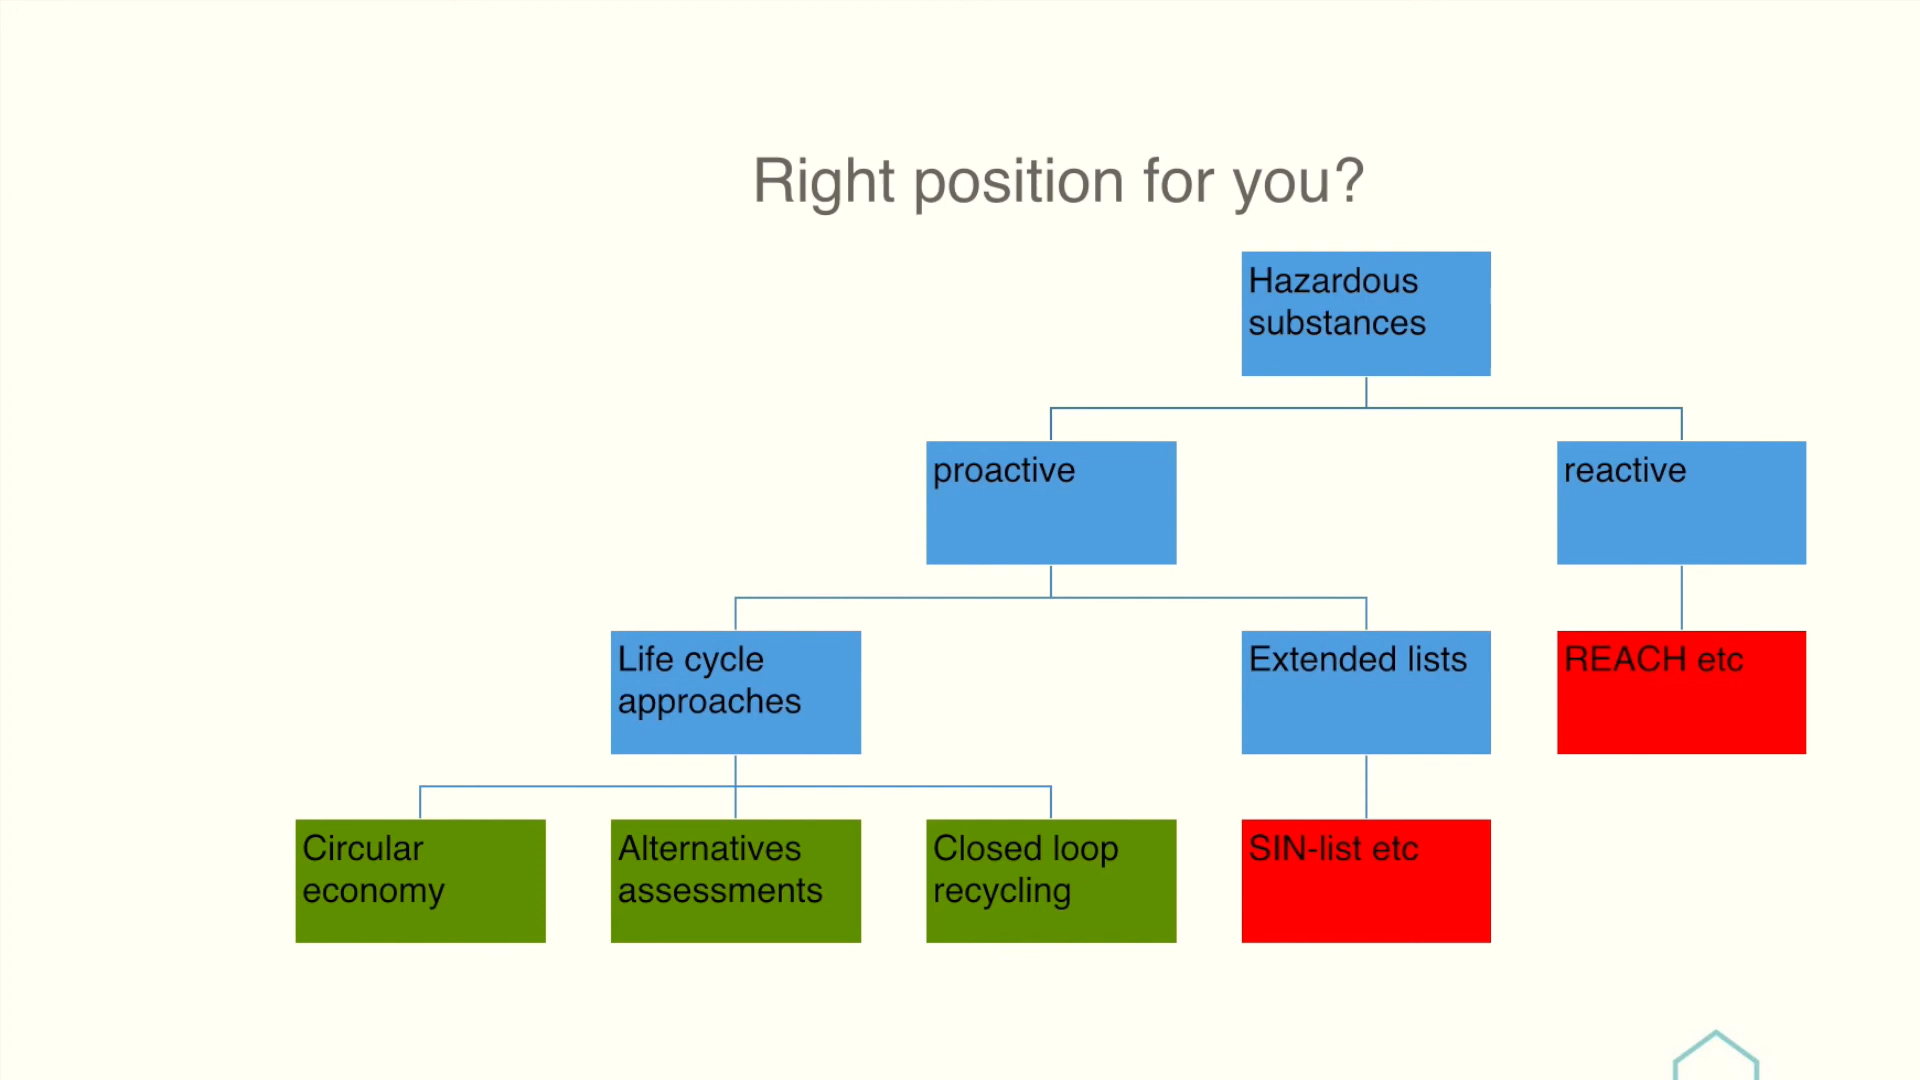 Right position for you?
Hazardous
substances
proactive
reactive
Life cycle
approaches
Extended lists
REACH etc
Circular
economy
Alternatives
assessments
Closed loop
recycling
SIN-list etc